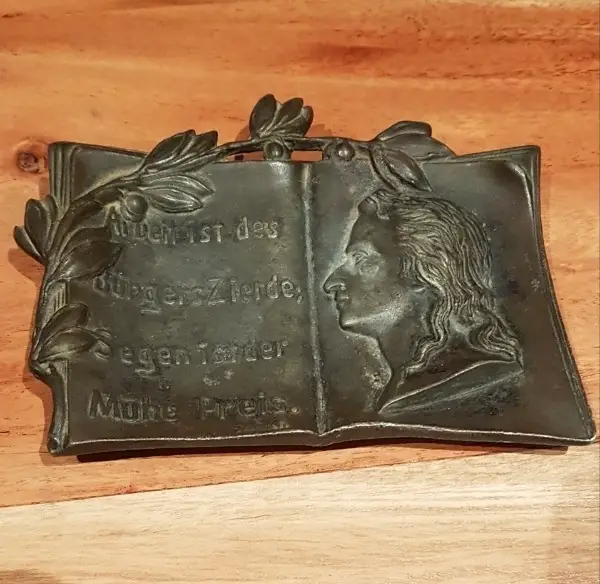 Arbeit ist des
Bürgers Zierde,
Segen ist der
Mühe Preis.